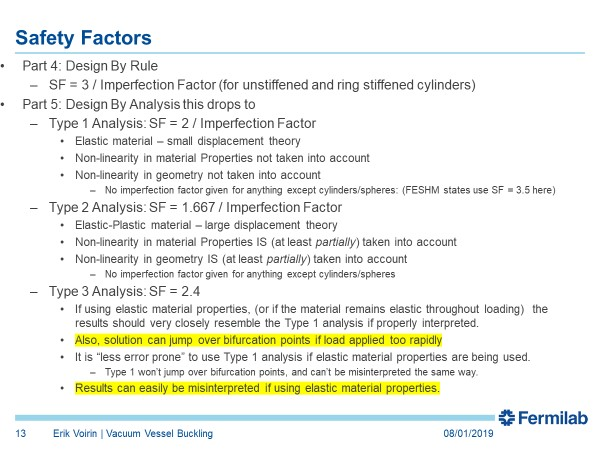 Safety Factors
• Part 4: Design By Rule
– SF = 3 / Imperfection Factor (for unstiffened and ring stiffened cylinders)
• Part 5: Design By Analysis this drops to
– Type 1 Analysis: SF = 2 / Imperfection Factor
• Elastic material – small displacement theory
• Non-linearity in material Properties not taken into account
• Non-linearity in geometry not taken into account
– No imperfection factor given for anything except cylinders/spheres: (FESHM states use SF = 3.5 here)
– Type 2 Analysis: SF = 1.667 / Imperfection Factor
• Elastic-Plastic material – large displacement theory
• Non-linearity in material Properties IS (at least partially) taken into account
• Non-linearity in geometry IS (at least partially) taken into account
– No imperfection factor given for anything except cylinders/spheres
– Type 3 Analysis: SF = 2.4
• If using elastic material properties, (or if the material remains elastic throughout loading) the
results should very closely resemble the Type 1 analysis if properly interpreted.
• Also, solution can jump over bifurcation points if load applied too rapidly
• It is “less error prone” to use Type 1 analysis if elastic material properties are being used.
– Type 1 won’t jump over bifurcation points, and can’t be misinterpreted the same way.
• Results can easily be misinterpreted if using elastic material properties.
Fermilab
13 Erik Voirin | Vacuum Vessel Buckling 08/01/2019